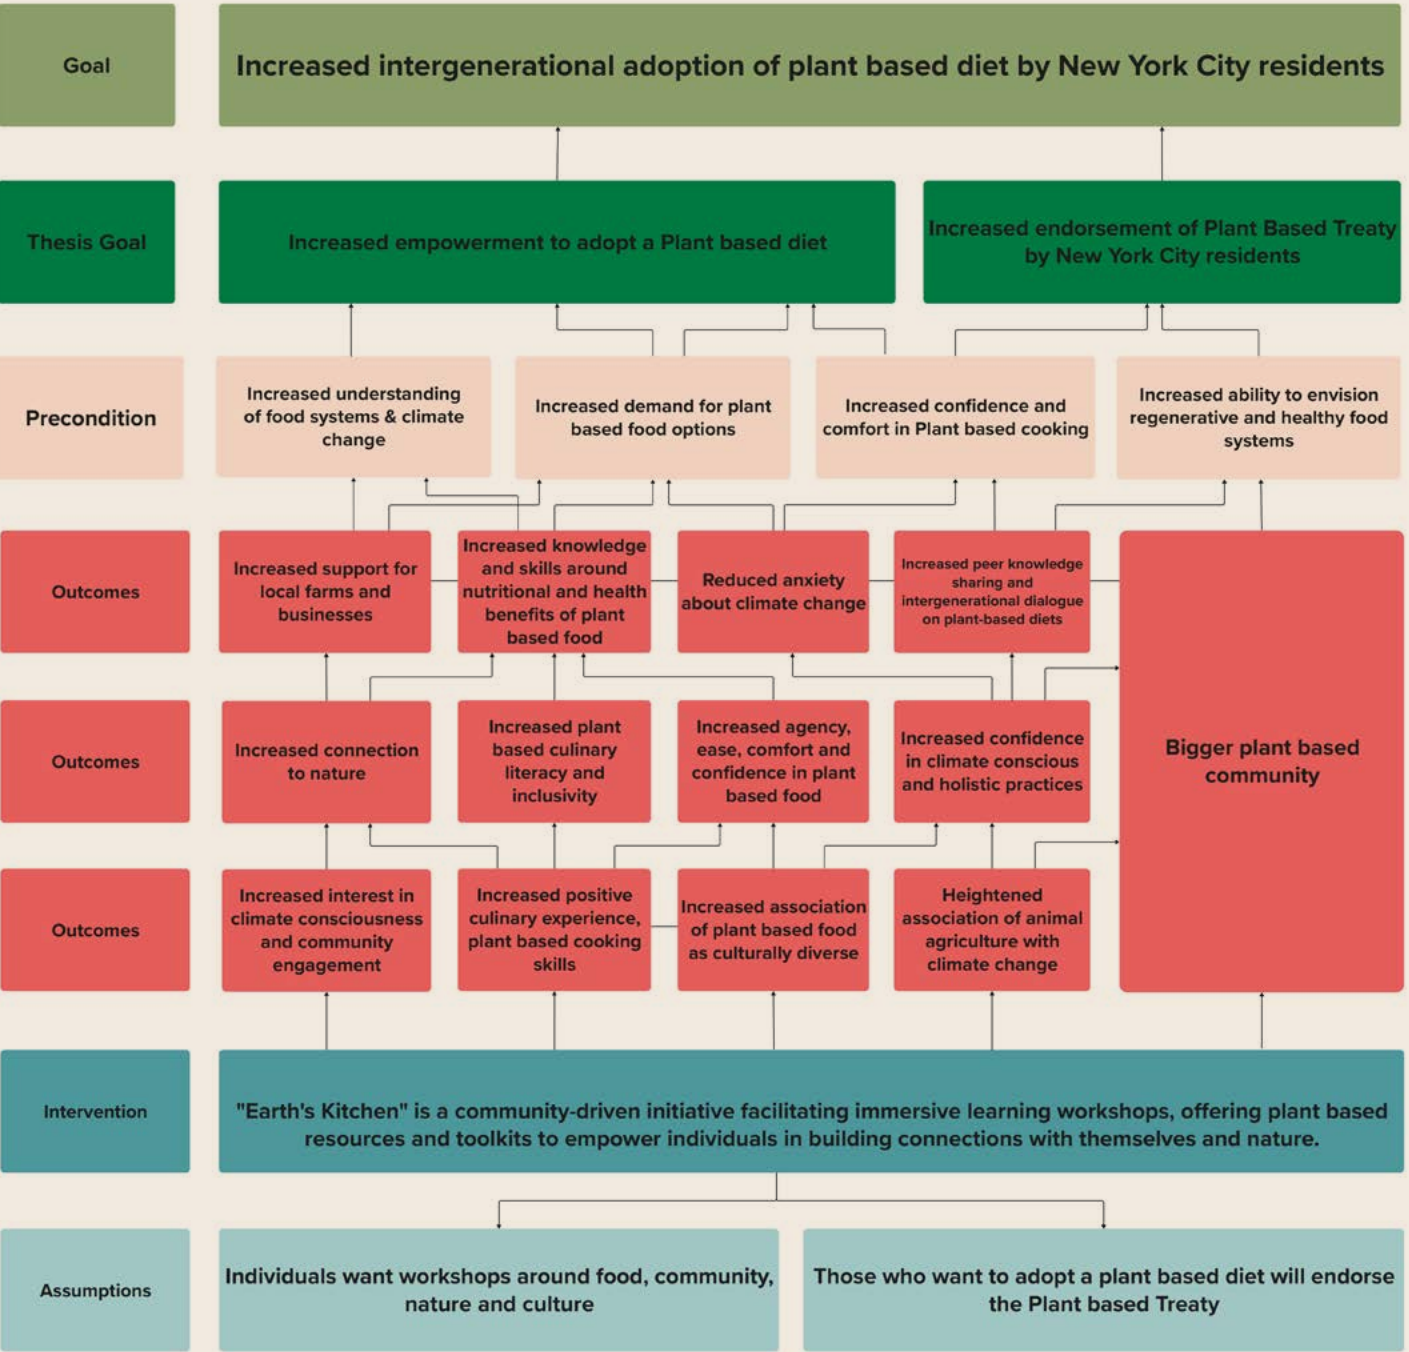 Goal
Increased intergenerational adoption of plant based diet by New York City residents
Thesis Goal
Increased empowerment to adopt a Plant based diet
Increased endorsement of Plant Based Treaty
by New York City residents
Precondition
Increased understanding
of food systems & climate
change
Increased demand for plant
based food options
Increased confidence and
comfort in Plant based cooking
Increased ability to envision
regenerative and healthy food
systems
Outcomes
Increased support for
local farms and
businesses
Increased knowledge
and skills around
nutritional and health
benefits of plant
based food
Reduced anxiety
about climate change
Increased peer knowledge
sharing and
intergenerational dialogue
on plant-based diets
Bigger plant based
community
Outcomes
Increased connection
to nature
Increased plant
based culinary
literacy and
inclusivity
Increased agency,
ease, comfort and
confidence in plant
based food
Increased confidence
in climate conscious
and holistic practices
Outcomes
Increased interest in
climate consciousness
and community
engagement
Increased positive
culinary experience,
plant based cooking
skills
Increased association
of plant based food
as culturally diverse
Heightened
association of animal
agriculture with
climate change
Intervention
"Earth's Kitchen" is a community-driven initiative facilitating immersive learning workshops, offering plant based
resources and toolkits to empower individuals in building connections with themselves and nature.
Assumptions
Individuals want workshops around food, community,
nature and culture
Those who want to adopt a plant based diet will endorse
the Plant based Treaty